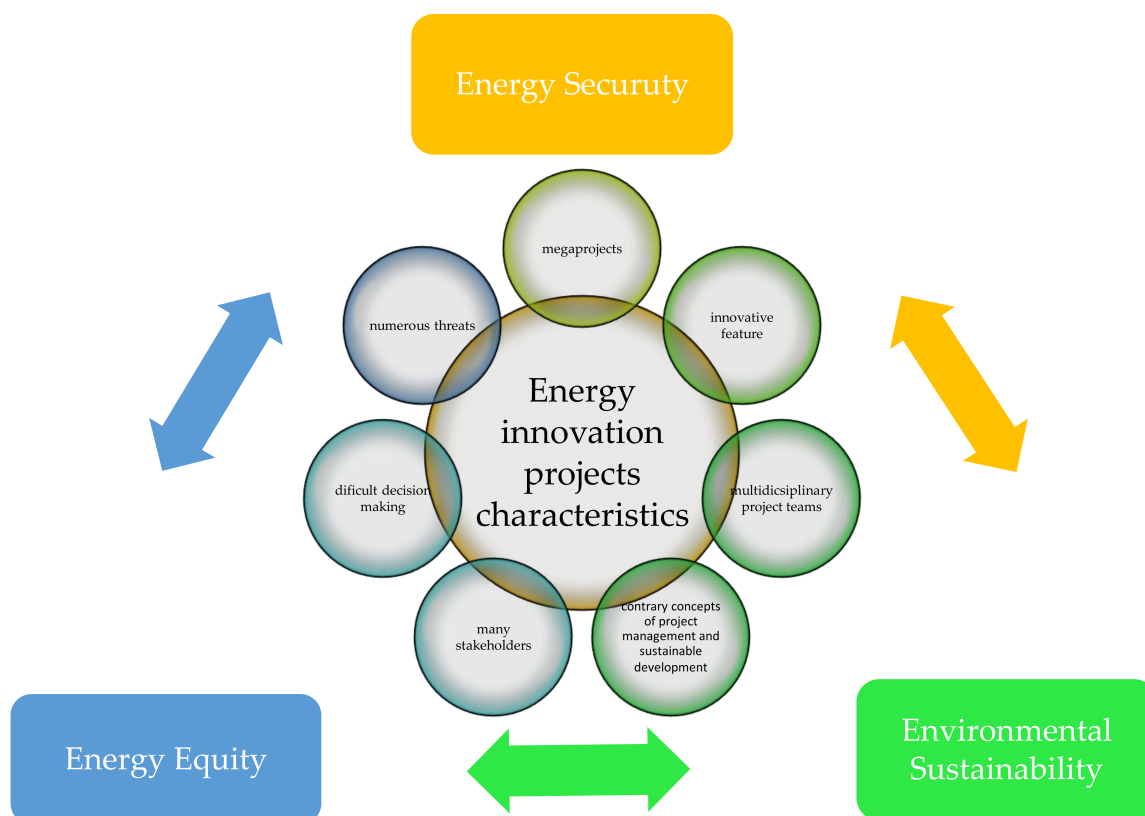 Energy Securuty
megaprojects
numerous threats
innovative
feature
Energy
innovation
projects
characteristics
dificult decision
making
multidicsiplinary
project teams
many
stakeholders
contrary concepts
of project
management and
sustainable
development
Energy Equity
Environmental
Sustainability